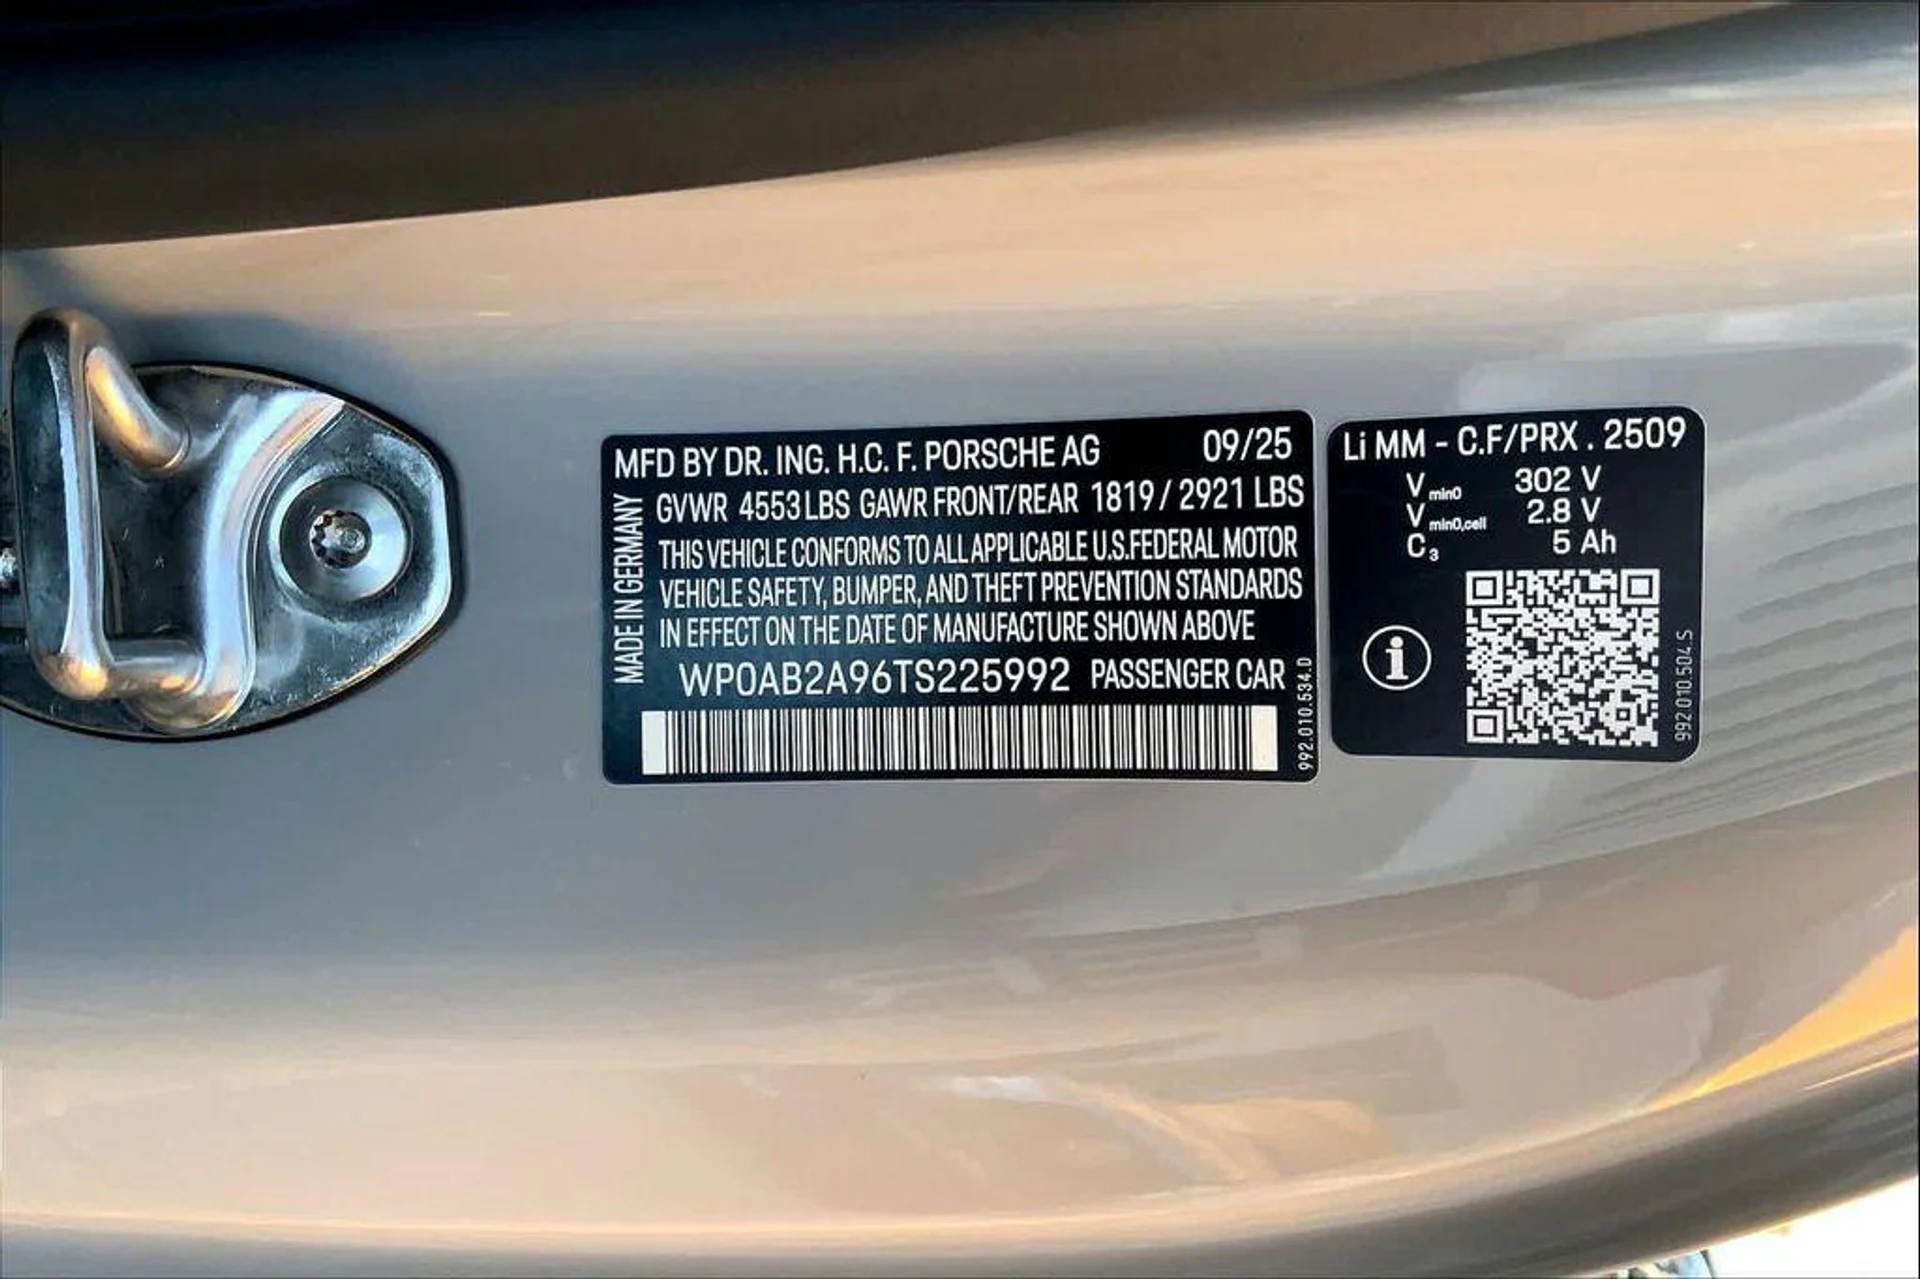 MFD BY DR. ING. H.C. F. PORSCHE AG 09/25
GVWR 4553 LBS GAWR FRONT/REAR 1819 / 2921 LBS
THIS VEHICLE CONFORMS TO ALL APPLICABLE U.S.FEDERAL MOTOR
VEHICLE SAFETY, BUMPER, AND THEFT PREVENTION STANDARDS
IN EFFECT ON THE DATE OF MANUFACTURE SHOWN ABOVE
WP0AB2A96TS225992 PASSENGER CAR
MADE IN GERMANY
992.010.534.D
Li MM - C.F/PRX . 2509
Vmin0 302 V
Vmin0,cell 2.8 V
C3 5 Ah
i
992.010.504.S